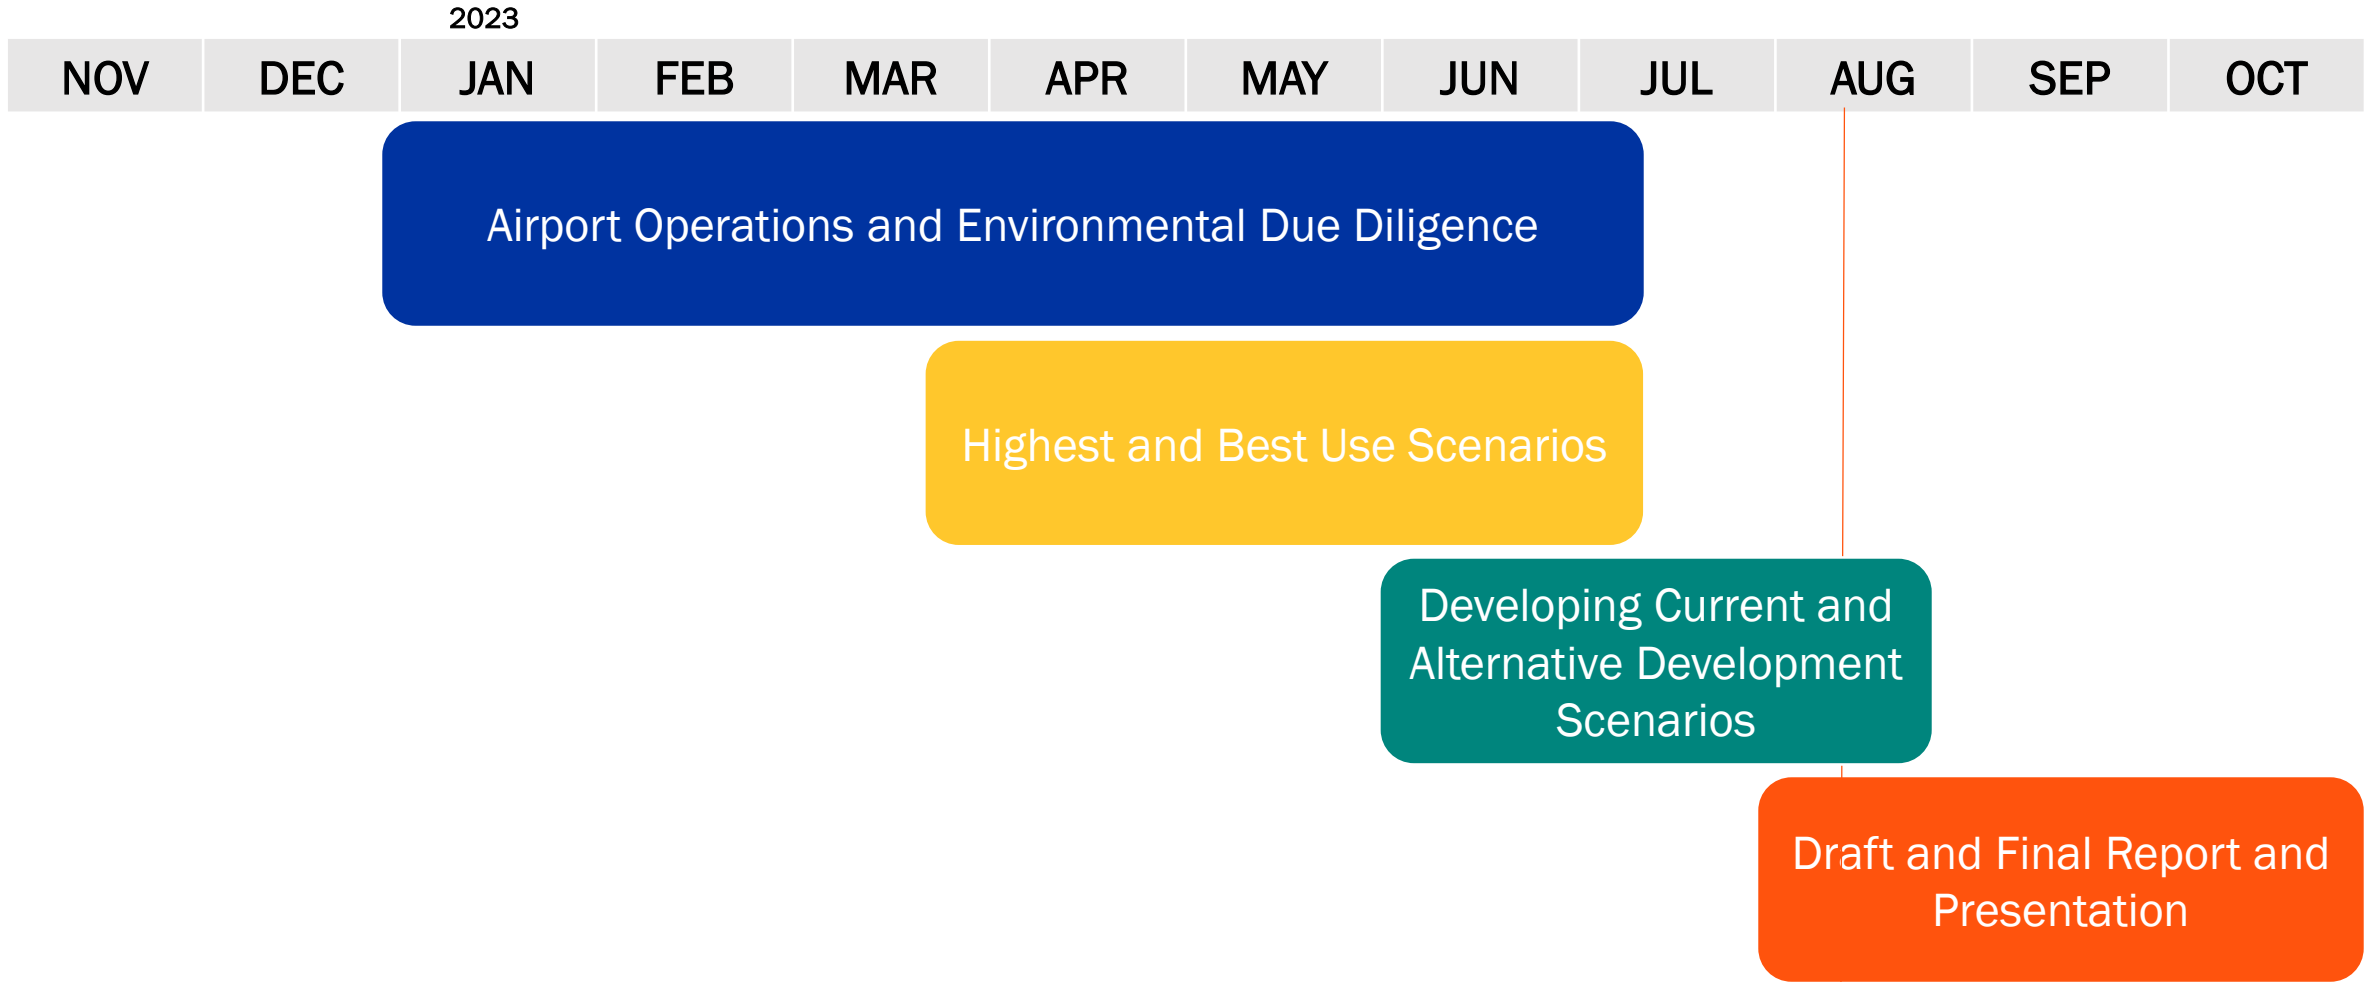 2023
NOV DEC JAN FEB MAR APR MAY JUN JUL AUG SEP OCT
Airport Operations and Environmental Due Diligence
Highest and Best Use Scenarios
Developing Current and
Alternative Development
Scenarios
Draft and Final Report and
Presentation